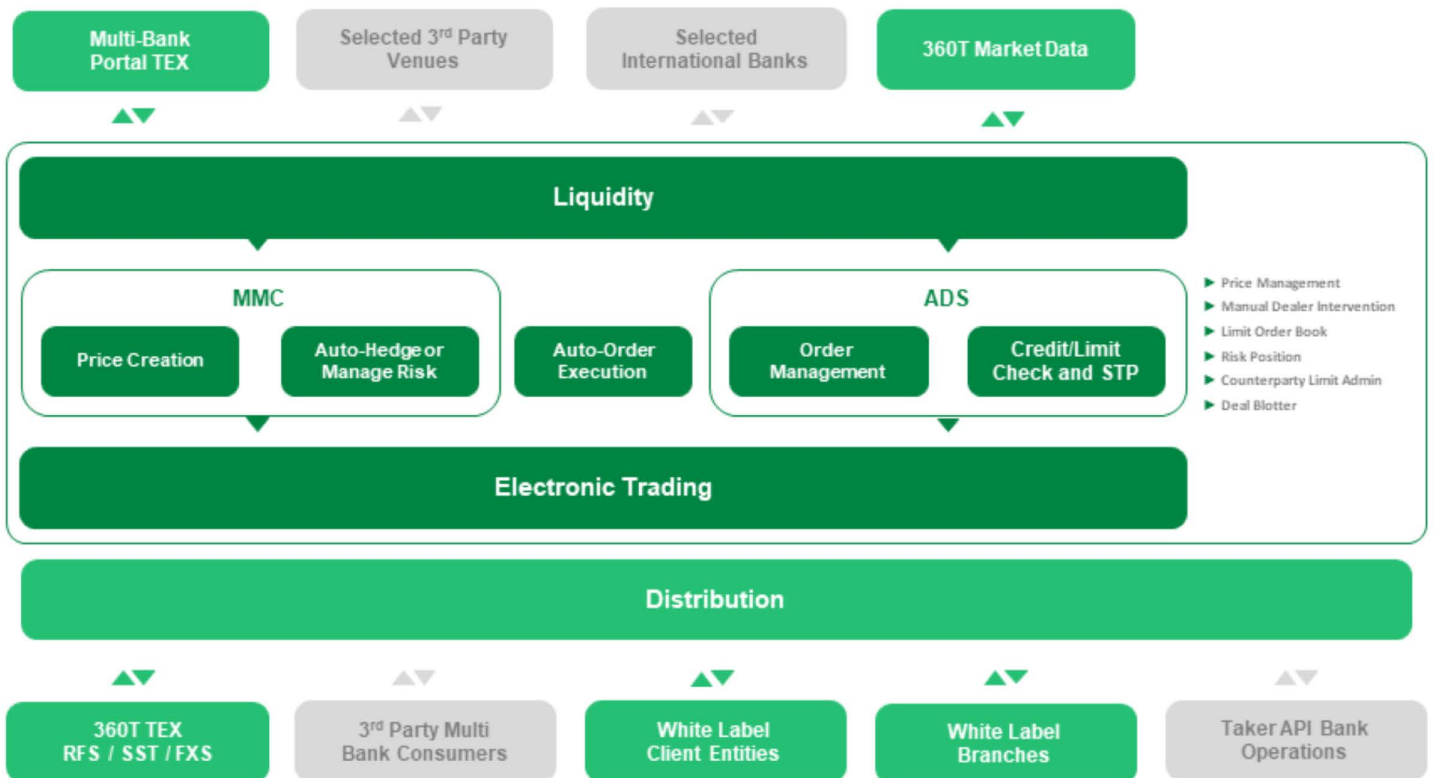 Multi-Bank
Portal TEX
Selected 3rd Party
Venues
Selected
International Banks
360T Market Data
Liquidity
MMC
Price Creation
Auto-Hedge or
Manage Risk
Auto-Order
Execution
ADS
Order
Management
Credit/Limit
Check and STP
Price Management
Manual Dealer Intervention
Limit Order Book
Risk Position
Counterparty Limit Admin
Deal Blotter
Electronic Trading
Distribution
360T TEX
RFS / SST / FXS
3rd Party Multi
Bank Consumers
White Label
Client Entities
White Label
Branches
Taker API Bank
Operations